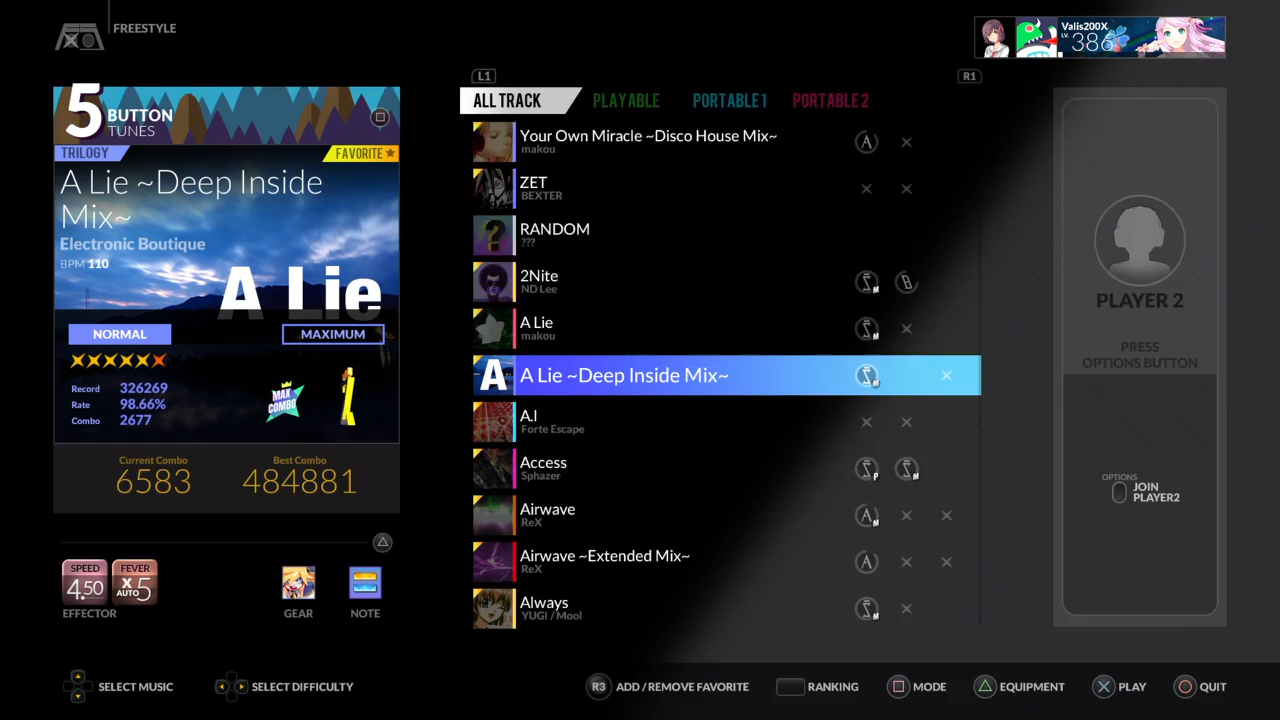 FREESTYLE
Valis200X
LV. 386
L1
R1
5 BUTTON
TUNES
ALL TRACK
PLAYABLE
PORTABLE 1
PORTABLE 2
TRILOGY
FAVORITE
A Lie ~Deep Inside
Mix~
Electronic Boutique
BPM 110
A Lie
NORMAL
MAXIMUM
Record 326269
Rate 98.66%
Combo 2677
MAX
COMBO
Current Combo
6583
Best Combo
484881
SPEED
4.50
FEVER
X5
AUTO
EFFECTOR
GEAR
NOTE
Your Own Miracle ~Disco House Mix~
makou
A
ZET
BEXTER
?
RANDOM
???
2Nite
ND Lee
S M
B
A Lie
makou
S M
A
A Lie ~Deep Inside Mix~
S M
A.I
Forte Escape
Access
Sphazer
S P
S M
Airwave
ReX
A M
Airwave ~Extended Mix~
ReX
A
Always
YUGI / Mool
S M
PLAYER 2
PRESS
OPTIONS BUTTON
OPTIONS
JOIN
PLAYER2
SELECT MUSIC
SELECT DIFFICULTY
R3 ADD / REMOVE FAVORITE
RANKING
MODE
EQUIPMENT
PLAY
QUIT